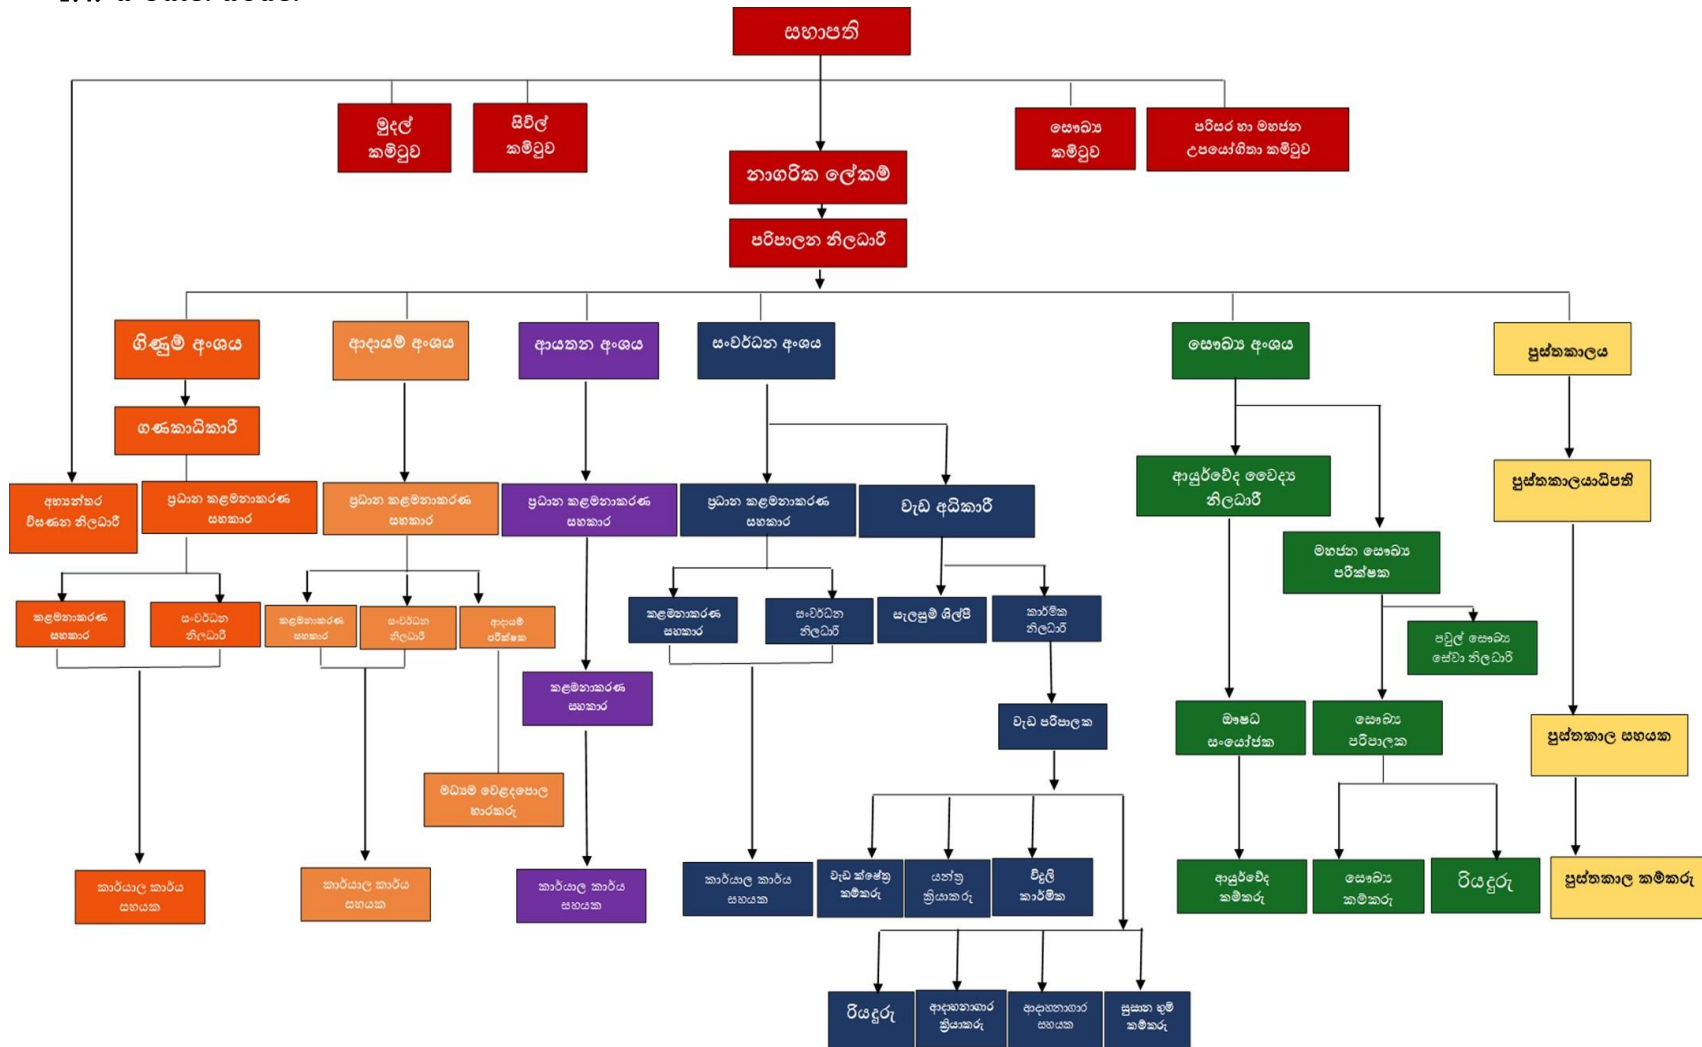 සභාපති
මුදල්
කමිටුව
සිවිල්
කමිටුව
සෞඛ්‍ය
කමිටුව
පරිසර හා මහජන
උපයෝගිතා කමිටුව
නාගරික ලේකම්
පරිපාලන නිලධාරී
ගිණුම් අංශය
ආදායම් අංශය
ආයතන අංශය
සංවර්ධන අංශය
සෞඛ්‍ය අංශය
පුස්තකාලය
ගණකාධිකාරී
අභ්‍යන්තර
විසණන නිලධාරී
ප්‍රධාන කළමනාකරණ
සහකාර
ප්‍රධාන කළමනාකරණ
සහකාර
ප්‍රධාන කළමනාකරණ
සහකාර
ප්‍රධාන කළමනාකරණ
සහකාර
වැඩ අධිකාරී
ආයුර්වේද වෛද්‍ය
නිලධාරී
පුස්තකාලයාධිපති
මහජන සෞඛ්‍ය
පරීක්ෂක
කළමනාකරණ
සහකාර
සංවර්ධන
නිලධාරී
කළමනාකරණ
සහකාර
සංවර්ධන
නිලධාරී
ආදායම්
පරීක්ෂක
කළමනාකරණ
සහකාර
සංවර්ධන
නිලධාරී
සැලසුම් ශිල්පී
කාර්මික
නිලධාරී
පවුල් සෞඛ්‍ය
සේවා නිලධාරී
කළමනාකරණ
සහකාර
වැඩ පරිපාලක
ඖෂධ
සංයෝජක
සෞඛ්‍ය
පරිපාලක
පුස්තකාල සහයක
මධ්‍යම වෙළදපොල
භාරකරු
කාර්යාල කාර්ය
සහයක
කාර්යාල කාර්ය
සහයක
කාර්යාල කාර්ය
සහයක
කාර්යාල කාර්ය
සහයක
වැඩ ක්ෂේත්‍ර
කම්කරු
යන්ත්‍ර
ක්‍රියාකරු
විදුලි
කාර්මික
ආයුර්වේද
කම්කරු
සෞඛ්‍ය
කම්කරු
රියදුරු
පුස්තකාල කම්කරු
රියදුරු
ආදාහනාගාර
ක්‍රියාකරු
ආදාහනාගාර
සහයක
සුසාන භූමි
කම්කරු